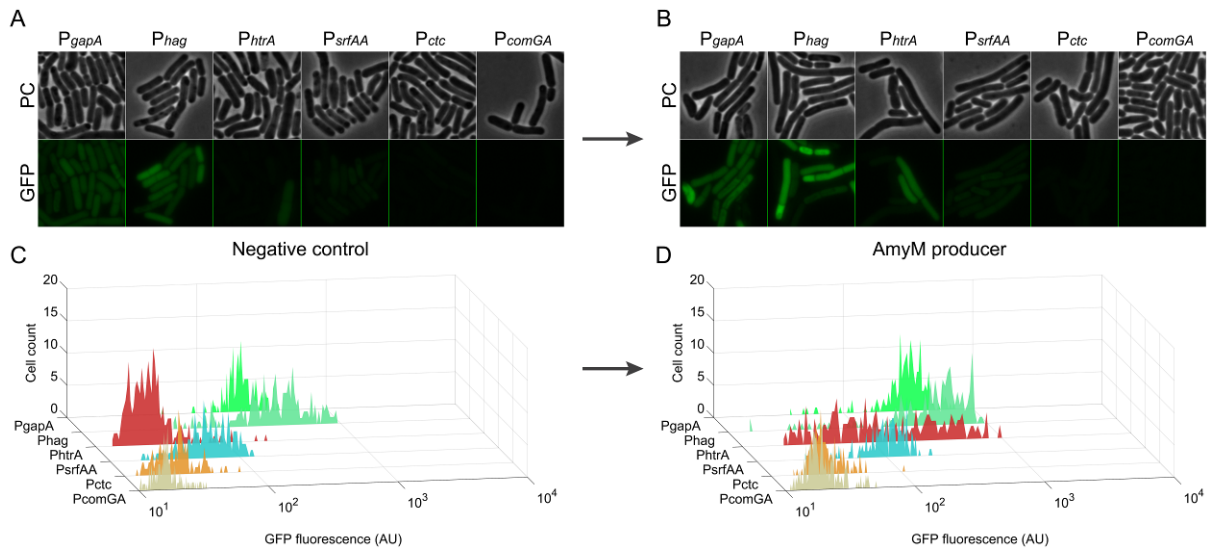 A
PgapA Phag PhtrA PsrfAA Pctc PcomGA
PC
GFP
B
PgapA Phag PhtrA PsrfAA Pctc PcomGA
PC
GFP
C
Negative control
20
15
10
5
0
Cell count
PgapA
Phag
PhtrA
PsrfAA
Pctc
PcomGA
10¹ 10² 10³ 10⁴
GFP fluorescence (AU)
D
AmyM producer
20
15
10
5
0
Cell count
PgapA
Phag
PhtrA
PsrfAA
Pctc
PcomGA
10¹ 10² 10³ 10⁴
GFP fluorescence (AU)